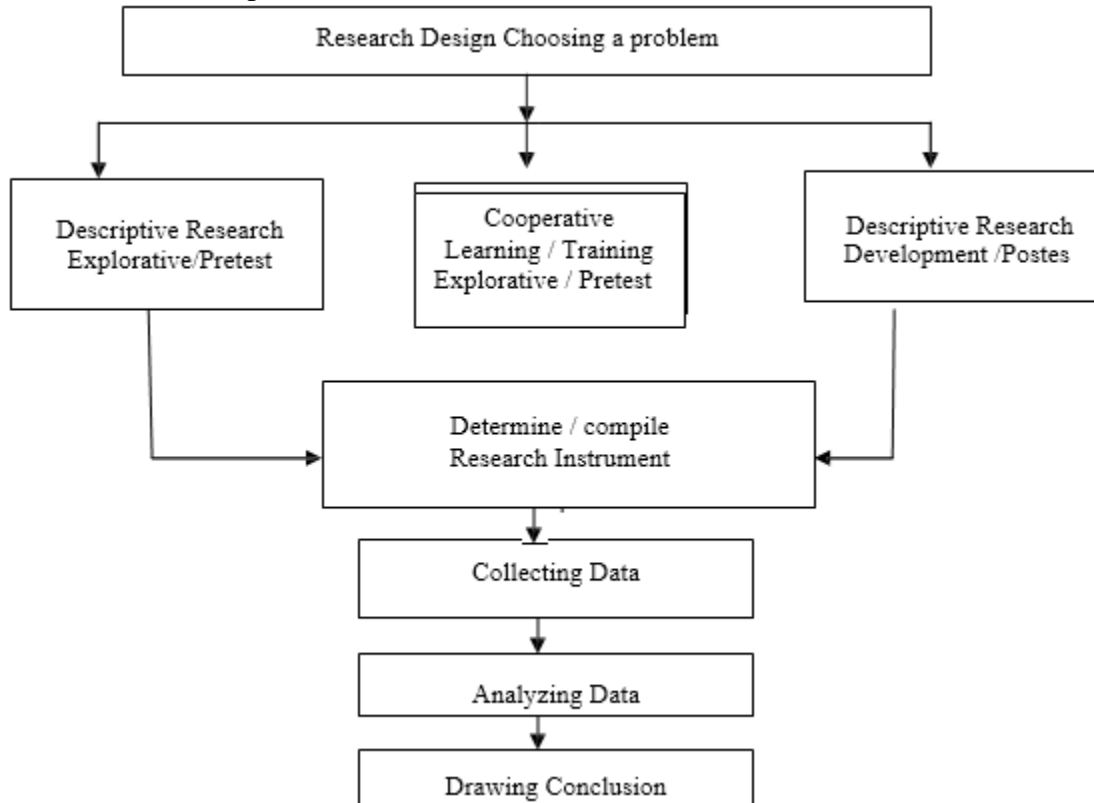 Research Design Choosing a problem
Descriptive Research
Explorative/Pretest
Cooperative
Learning / Training
Explorative / Pretest
Descriptive Research
Development /Postes
Determine / compile
Research Instrument
Collecting Data
Analyzing Data
Drawing Conclusion